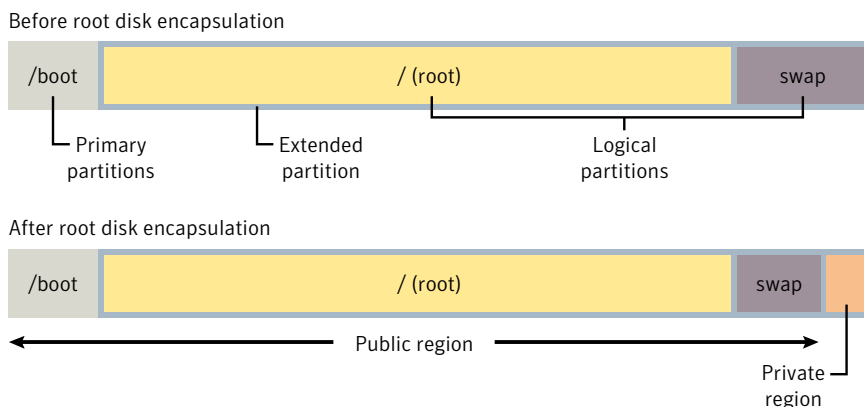 Before root disk encapsulation
/boot
/ (root)
swap
Primary
partitions
Extended
partition
Logical
partitions
After root disk encapsulation
/boot
/ (root)
swap
Public region
Private
region